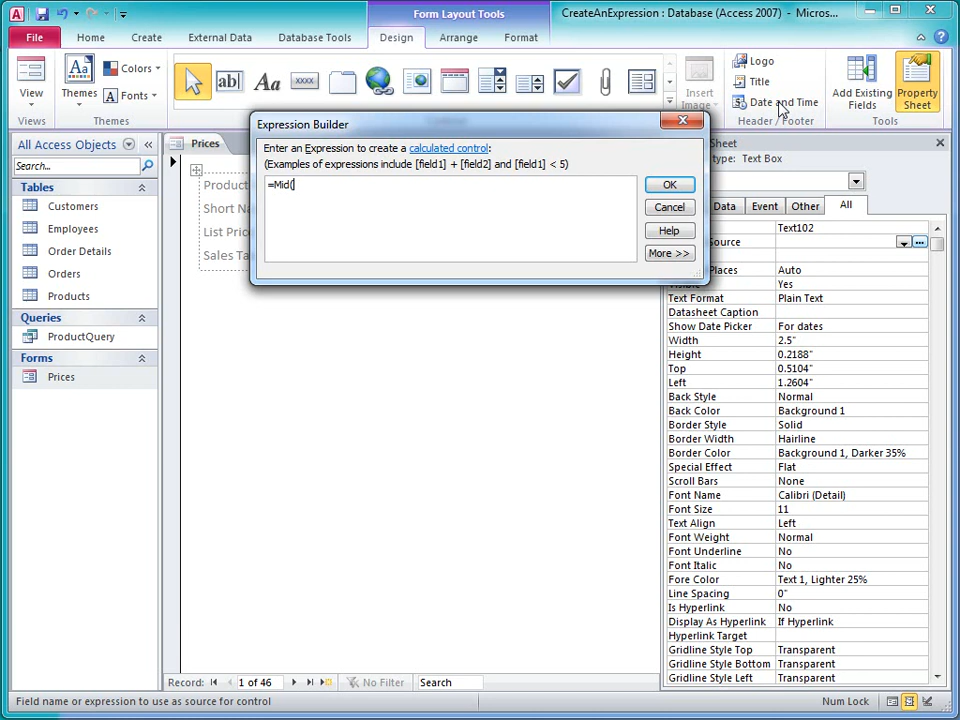 Form Layout Tools
CreateAnExpression : Database (Access 2007) - Micros...
File
Home
Create
External Data
Database Tools
Design
Arrange
Format
View
Views
Themes
Colors
Fonts
Themes
ab|
Aa
xxxx
Insert
Image
Logo
Title
Date and Time
Header / Footer
Add Existing
Fields
Property
Sheet
Tools
All Access Objects
Search...
Tables
Customers
Employees
Order Details
Orders
Products
Queries
ProductQuery
Forms
Prices
Prices
Product
Short Na
List Price
Sales Ta
Expression Builder
Enter an Expression to create a calculated control:
(Examples of expressions include [field1] + [field2] and [field1] < 5)
=Mid(
OK
Cancel
Help
More >>
Sheet
type: Text Box
Data
Event
Other
All
Text102
Source
Places Auto
Visible Yes
Text Format Plain Text
Datasheet Caption
Show Date Picker For dates
Width 2.5"
Height 0.2188"
Top 0.5104"
Left 1.2604"
Back Style Normal
Back Color Background 1
Border Style Solid
Border Width Hairline
Border Color Background 1, Darker 35%
Special Effect Flat
Scroll Bars None
Font Name Calibri (Detail)
Font Size 11
Text Align Left
Font Weight Normal
Font Underline No
Font Italic No
Fore Color Text 1, Lighter 25%
Line Spacing 0"
Is Hyperlink No
Display As Hyperlink If Hyperlink
Hyperlink Target
Gridline Style Top Transparent
Gridline Style Bottom Transparent
Gridline Style Left Transparent
Record: 1 of 46 No Filter Search
Field name or expression to use as source for control
Num Lock